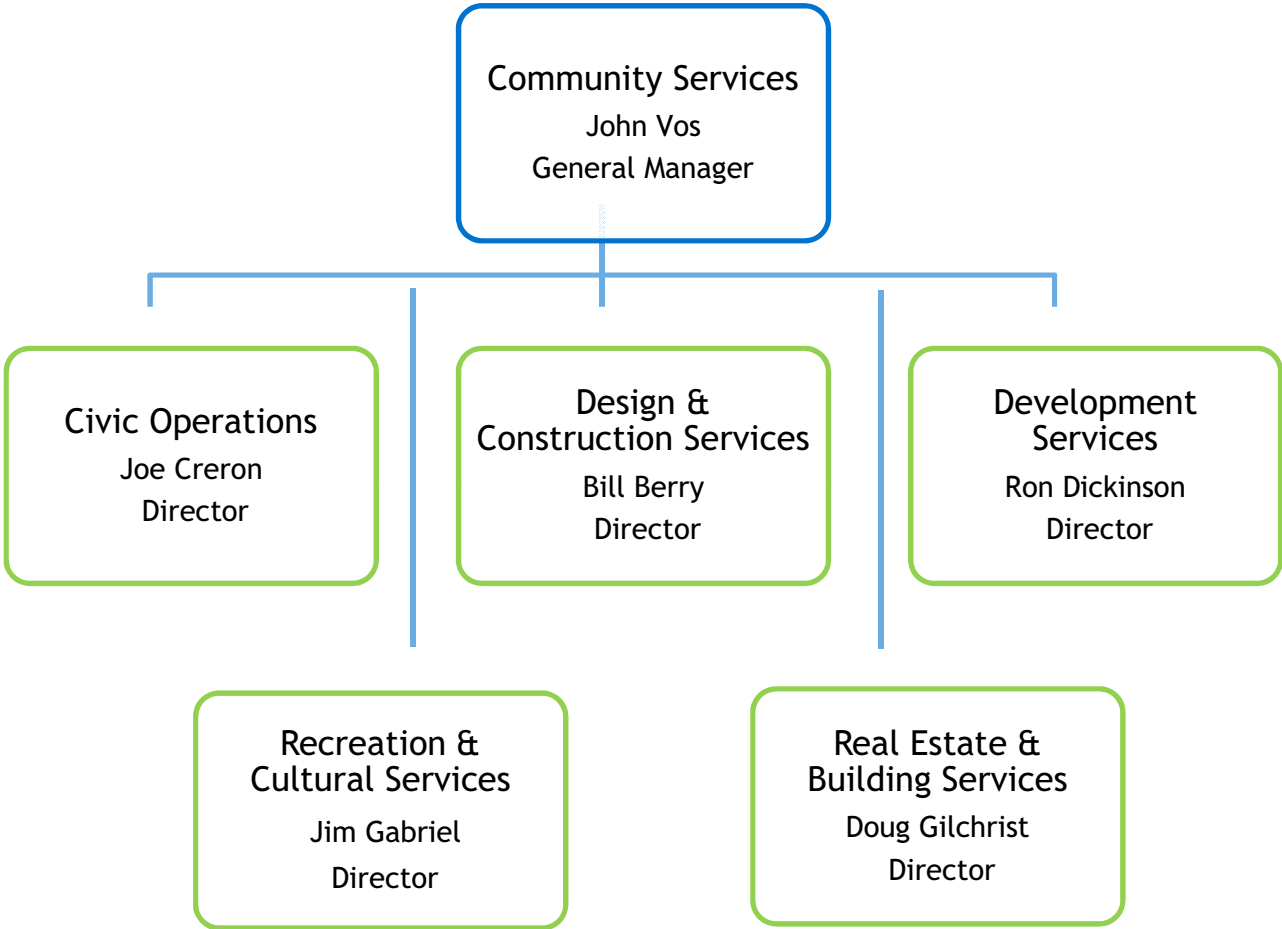 Community Services
John Vos
General Manager
Civic Operations
Joe Creron
Director
Design &
Construction Services
Bill Berry
Director
Development
Services
Ron Dickinson
Director
Recreation &
Cultural Services
Jim Gabriel
Director
Real Estate &
Building Services
Doug Gilchrist
Director